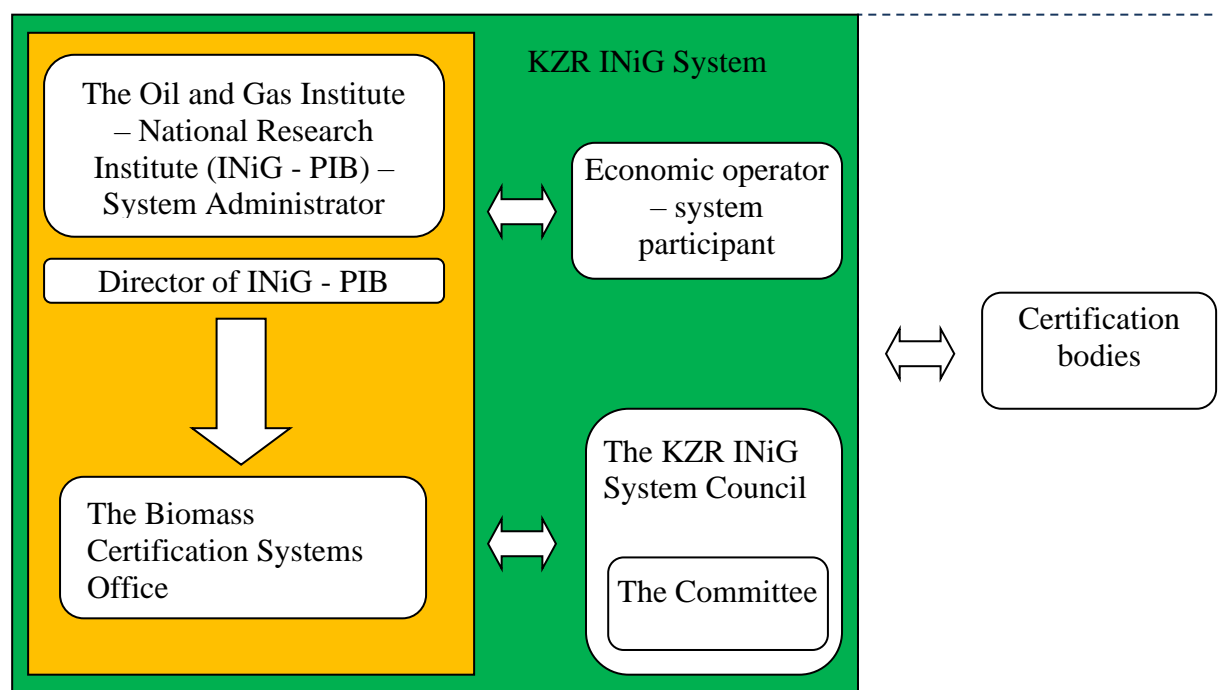 KZR INiG System
The Oil and Gas Institute
– National Research
Institute (INiG - PIB) –
System Administrator
Director of INiG - PIB
The Biomass
Certification Systems
Office
Economic operator
– system
participant
The KZR INiG
System Council
The Committee
Certification
bodies